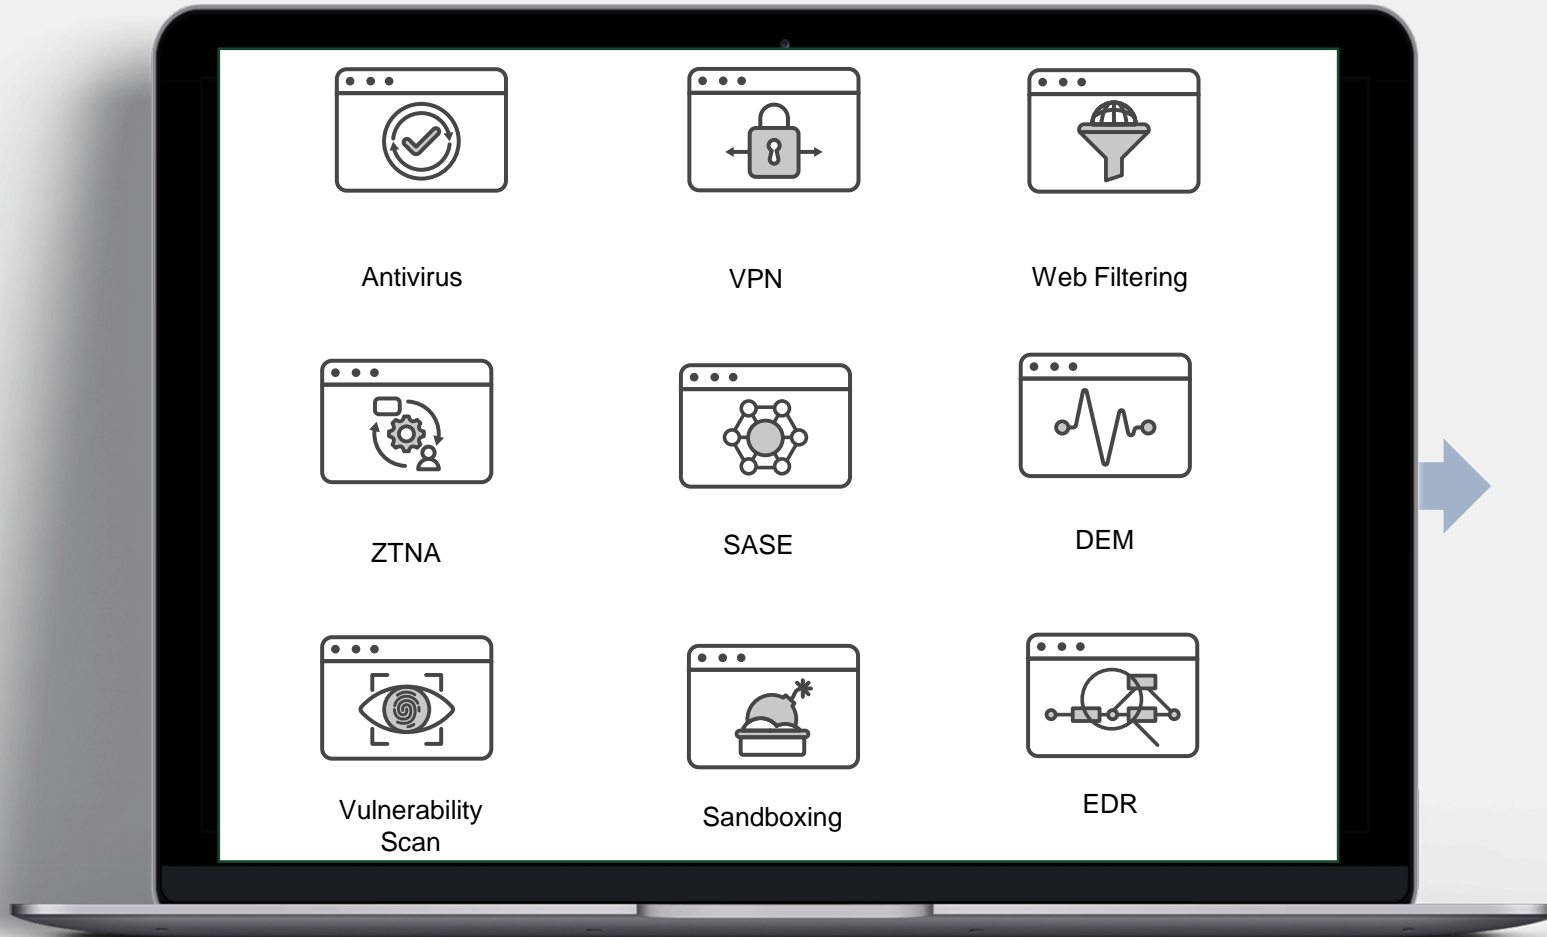 Antivirus
VPN
Web Filtering
ZTNA
SASE
DEM
Vulnerability
Scan
Sandboxing
EDR